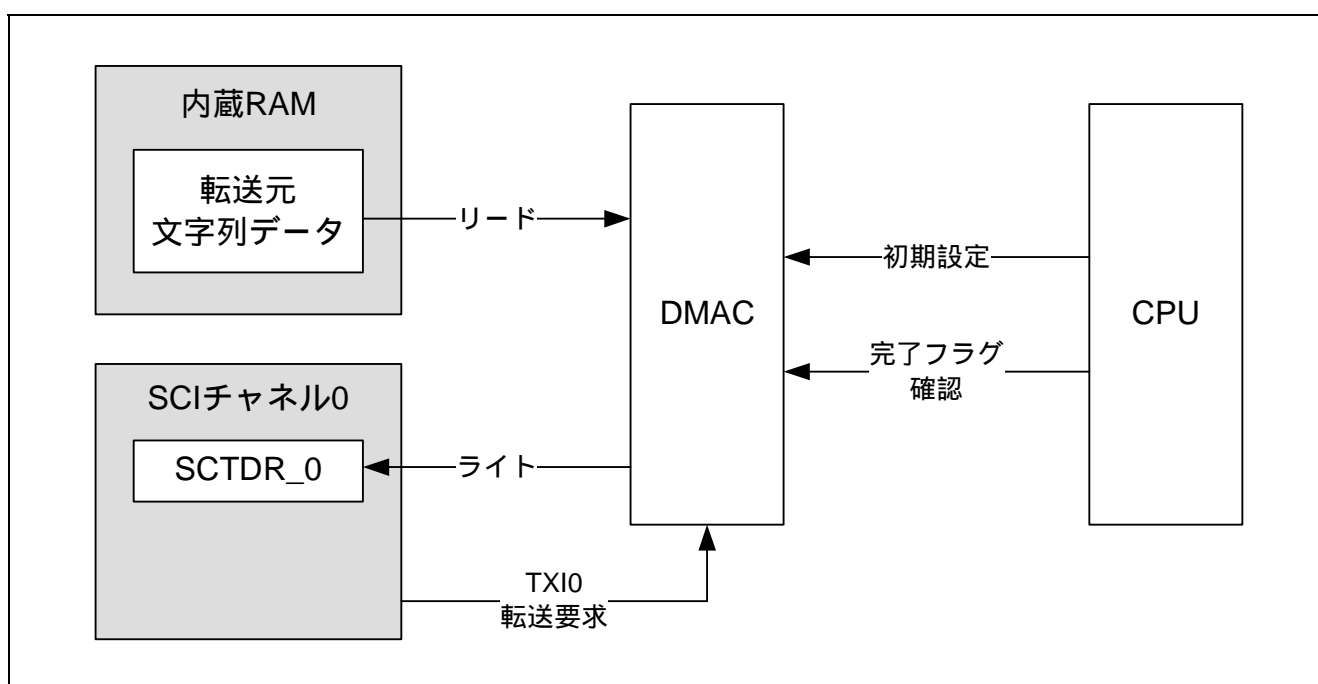 内蔵RAM
転送元
文字列データ
リード
SCIチャネル0
SCTDR_0
ライト
TXI0
転送要求
DMAC
初期設定
完了フラグ
確認
CPU